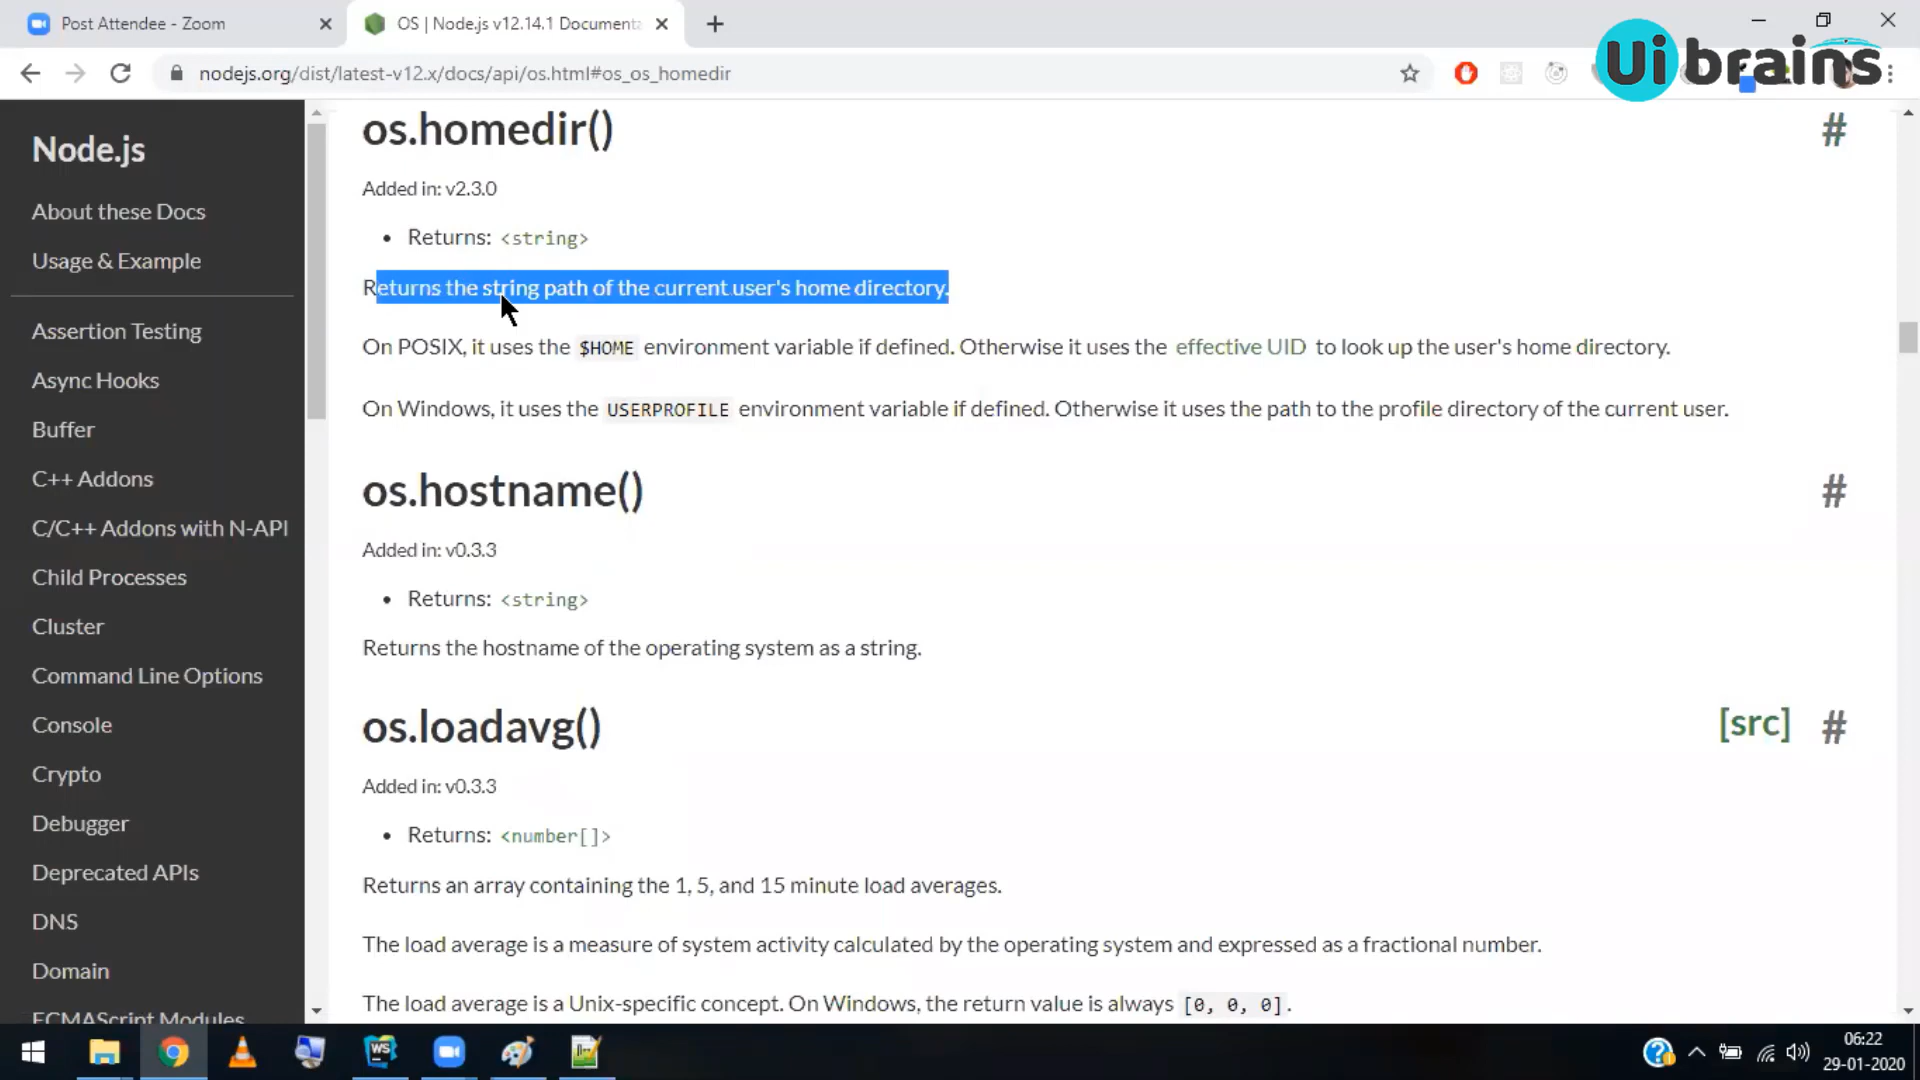 Post Attendee - Zoom
OS | Node.js v12.14.1 Documenta
Uibrains
nodejs.org/dist/latest-v12.x/docs/api/os.html#os_os_homedir
Node.js
About these Docs
Usage & Example
Assertion Testing
Async Hooks
Buffer
C++ Addons
C/C++ Addons with N-API
Child Processes
Cluster
Command Line Options
Console
Crypto
Debugger
Deprecated APIs
DNS
Domain
ECMAScript Modules
os.homedir() #
Added in: v2.3.0
• Returns: <string>
Returns the string path of the current user's home directory.
On POSIX, it uses the $HOME environment variable if defined. Otherwise it uses the effective UID to look up the user's home directory.
On Windows, it uses the USERPROFILE environment variable if defined. Otherwise it uses the path to the profile directory of the current user.
os.hostname() #
Added in: v0.3.3
• Returns: <string>
Returns the hostname of the operating system as a string.
os.loadavg() [src] #
Added in: v0.3.3
• Returns: <number[]>
Returns an array containing the 1, 5, and 15 minute load averages.
The load average is a measure of system activity calculated by the operating system and expressed as a fractional number.
The load average is a Unix-specific concept. On Windows, the return value is always [0, 0, 0].
WS
06:22
29-01-2020